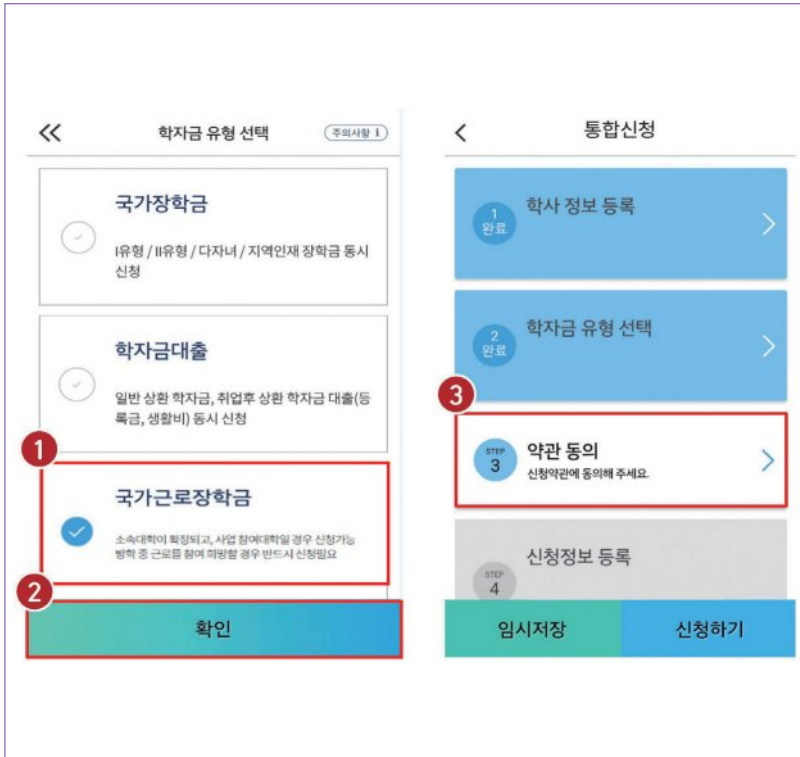 학자금 유형 선택
주의사항 i
국가장학금
I유형 / II유형 / 다자녀 / 지역인재 장학금 동시
신청
학자금대출
일반 상환 학자금, 취업후 상환 학자금 대출(등
록금, 생활비) 동시 신청
1
국가근로장학금
소속대학이 확정되고, 사업 참여대학일 경우 신청가능
방학 중 근로를 참여 희망할 경우 반드시 신청필요
2
확인
통합신청
1
완료
학사 정보 등록
2
완료
학자금 유형 선택
3
STEP
3
약관 동의
신청약관에 동의해 주세요.
STEP
4
신청정보 등록
임시저장
신청하기